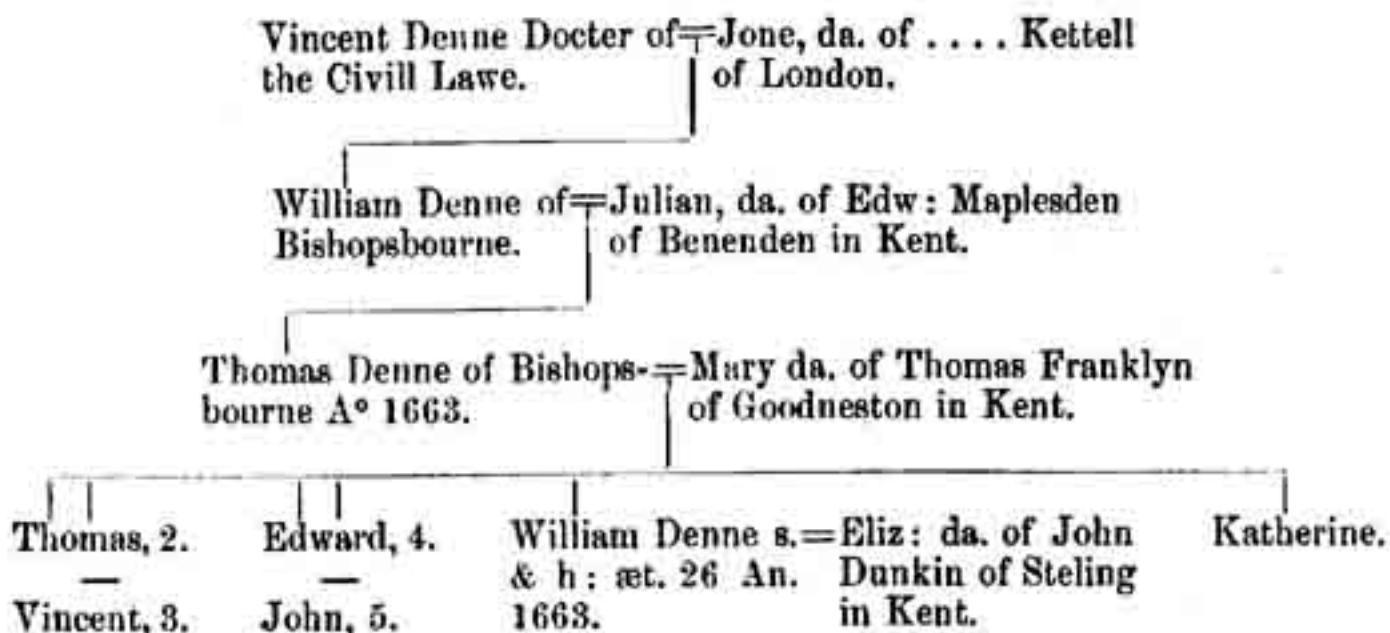 Vincent Denne Docter of=Jone, da. of .... Kettell
the Civill Lawe. of London.
William Denne of=Julian, da. of Edw: Maplesden
Bishopsbourne. of Benenden in Kent.
Thomas Denne of Bishops-=Mary da. of Thomas Franklyn
bourne Aº 1663. of Goodneston in Kent.
Thomas, 2. Edward, 4. William Denne s.=Eliz: da. of John Katherine.
— — & h: æt. 26 An. Dunkin of Steling
Vincent, 3. John, 5. 1663. in Kent.